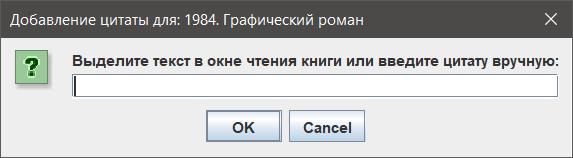 Добавление цитаты для: 1984. Графический роман
Выделите текст в окне чтения книги или введите цитату вручную:
OK
Cancel